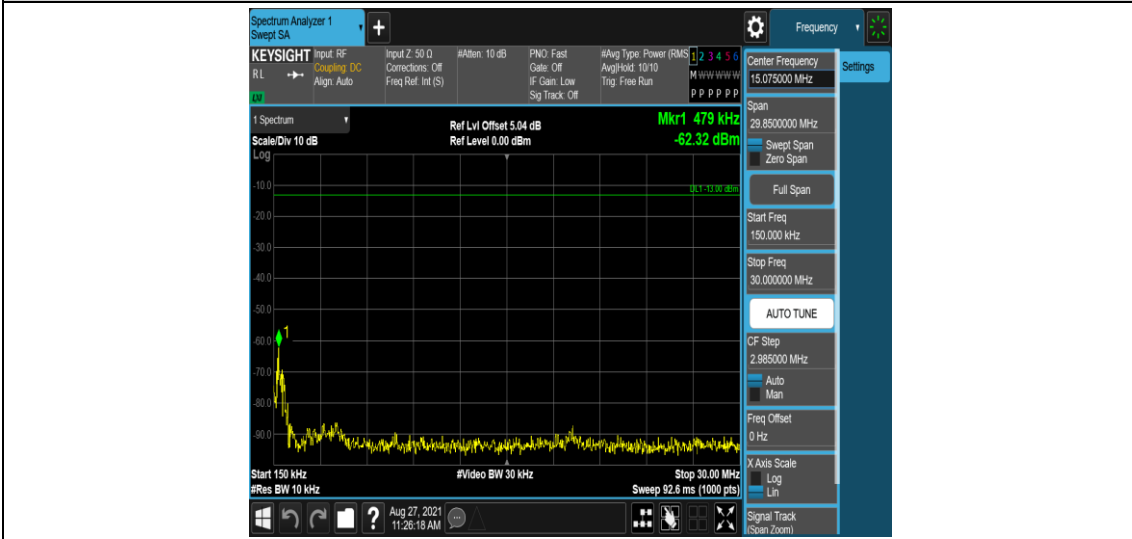 Spectrum Analyzer 1
Swept SA
+
Frequency
KEYSIGHT
RL
LXI
Input: RF
Coupling: DC
Align: Auto
Input Z: 50 Ω
Corrections: Off
Freq Ref: Int (S)
#Atten: 10 dB
PNO: Fast
Gate: Off
IF Gain: Low
Sig Track: Off
#Avg Type: Power (RMS
Avg|Hold: 10/10
Trig: Free Run
1 2 3 4 5 6
M W W W W W
P P P P P P
1 Spectrum
Scale/Div 10 dB
Log
Ref Lvl Offset 5.04 dB
Ref Level 0.00 dBm
Mkr1 479 kHz
-62.32 dBm
DL1 -13.00 dBm
-10.0
-20.0
-30.0
-40.0
-50.0
-60.0
-70.0
-80.0
-90.0
1
Start 150 kHz
#Res BW 10 kHz
#Video BW 30 kHz
Stop 30.00 MHz
Sweep 92.6 ms (1000 pts)
Center Frequency
15.075000 MHz
Settings
Span
29.8500000 MHz
Swept Span
Zero Span
Full Span
Start Freq
150.000 kHz
Stop Freq
30.000000 MHz
AUTO TUNE
CF Step
2.985000 MHz
Auto
Man
Freq Offset
0 Hz
X Axis Scale
Log
Lin
Signal Track
(Span Zoom)
?
Aug 27, 2021
11:26:18 AM